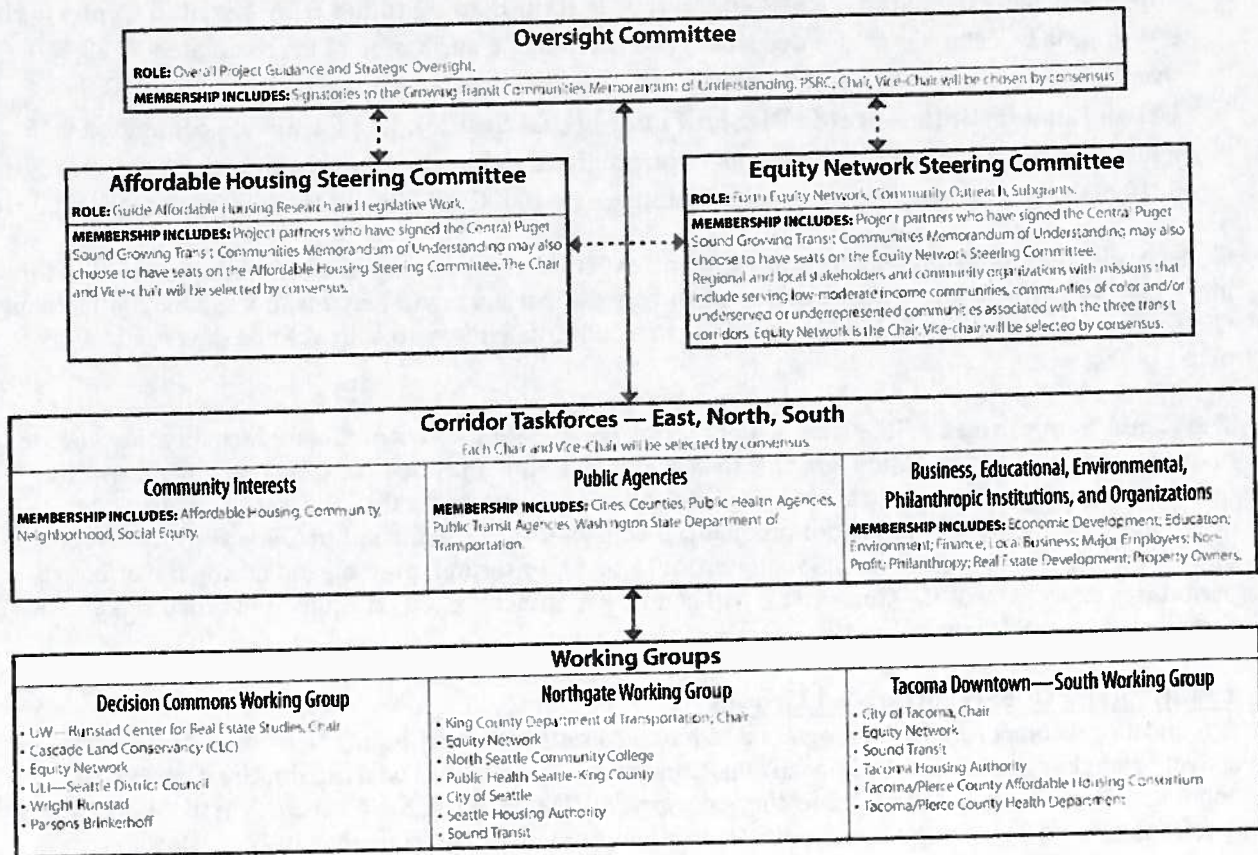 Oversight Committee
ROLE: Overall Project Guidance and Strategic Oversight.
MEMBERSHIP INCLUDES: Signatories to the Growing Transit Communities Memorandum of Understanding. PSRC, Chair, Vice-Chair will be chosen by consensus
Affordable Housing Steering Committee
ROLE: Guide Affordable Housing Research and Legislative Work.
MEMBERSHIP INCLUDES: Project partners who have signed the Central Puget
Sound Growing Transit Communities Memorandum of Understanding may also
choose to have seats on the Affordable Housing Steering Committee. The Chair
and Vice-chair will be selected by consensus.
Equity Network Steering Committee
ROLE: Form Equity Network, Community Outreach, Subgrants.
MEMBERSHIP INCLUDES: Project partners who have signed the Central Puget
Sound Growing Transit Communities Memorandum of Understanding may also
choose to have seats on the Equity Network Steering Committee.
Regional and local stakeholders and community organizations with missions that
include serving low-moderate income communities, communities of color and/or
underserved or underrepresented communities associated with the three transit
corridors. Equity Network is the Chair. Vice-chair will be selected by consensus.
Corridor Taskforces — East, North, South
Each Chair and Vice-Chair will be selected by consensus
Community Interests
MEMBERSHIP INCLUDES: Affordable Housing, Community,
Neighborhood, Social Equity.
Public Agencies
MEMBERSHIP INCLUDES: Cities, Counties, Public Health Agencies,
Public Transit Agencies, Washington State Department of
Transportation.
Business, Educational, Environmental,
Philanthropic Institutions, and Organizations
MEMBERSHIP INCLUDES: Economic Development; Education;
Environment; Finance; Local Business; Major Employers; Non-
Profit; Philanthropy; Real Estate Development; Property Owners.
Working Groups
Decision Commons Working Group
• UW – Runstad Center for Real Estate Studies, Chair
• Cascade Land Conservancy (CLC)
• Equity Network
• ULI—Seattle District Council
• Wright Runstad
• Parsons Brinkerhoff
Northgate Working Group
• King County Department of Transportation, Chair
• Equity Network
• North Seattle Community College
• Public Health Seattle-King County
• City of Seattle
• Seattle Housing Authority
• Sound Transit
Tacoma Downtown—South Working Group
• City of Tacoma, Chair
• Equity Network
• Sound Transit
• Tacoma Housing Authority
• Tacoma/Pierce County Affordable Housing Consortium
• Tacoma/Pierce County Health Department